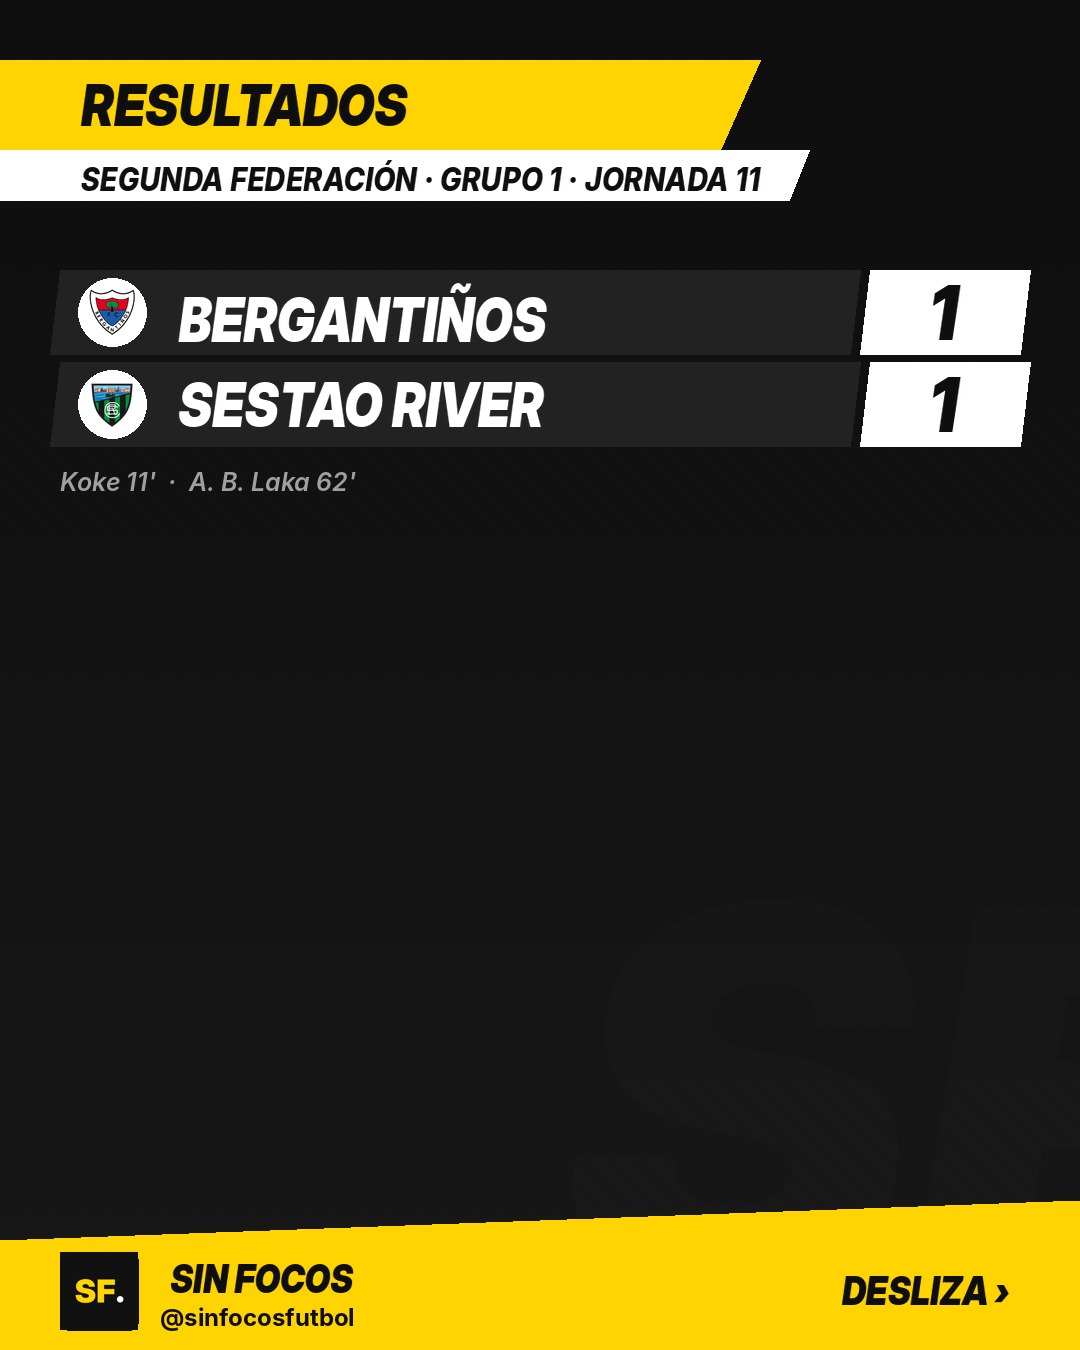 RESULTADOS
SEGUNDA FEDERACIÓN · GRUPO 1 · JORNADA 11
BERGANTIÑOS 1
SESTAO RIVER 1
Koke 11' · A. B. Laka 62'
SF
SF.
SIN FOCOS
@sinfocosfutbol
DESLIZA ›